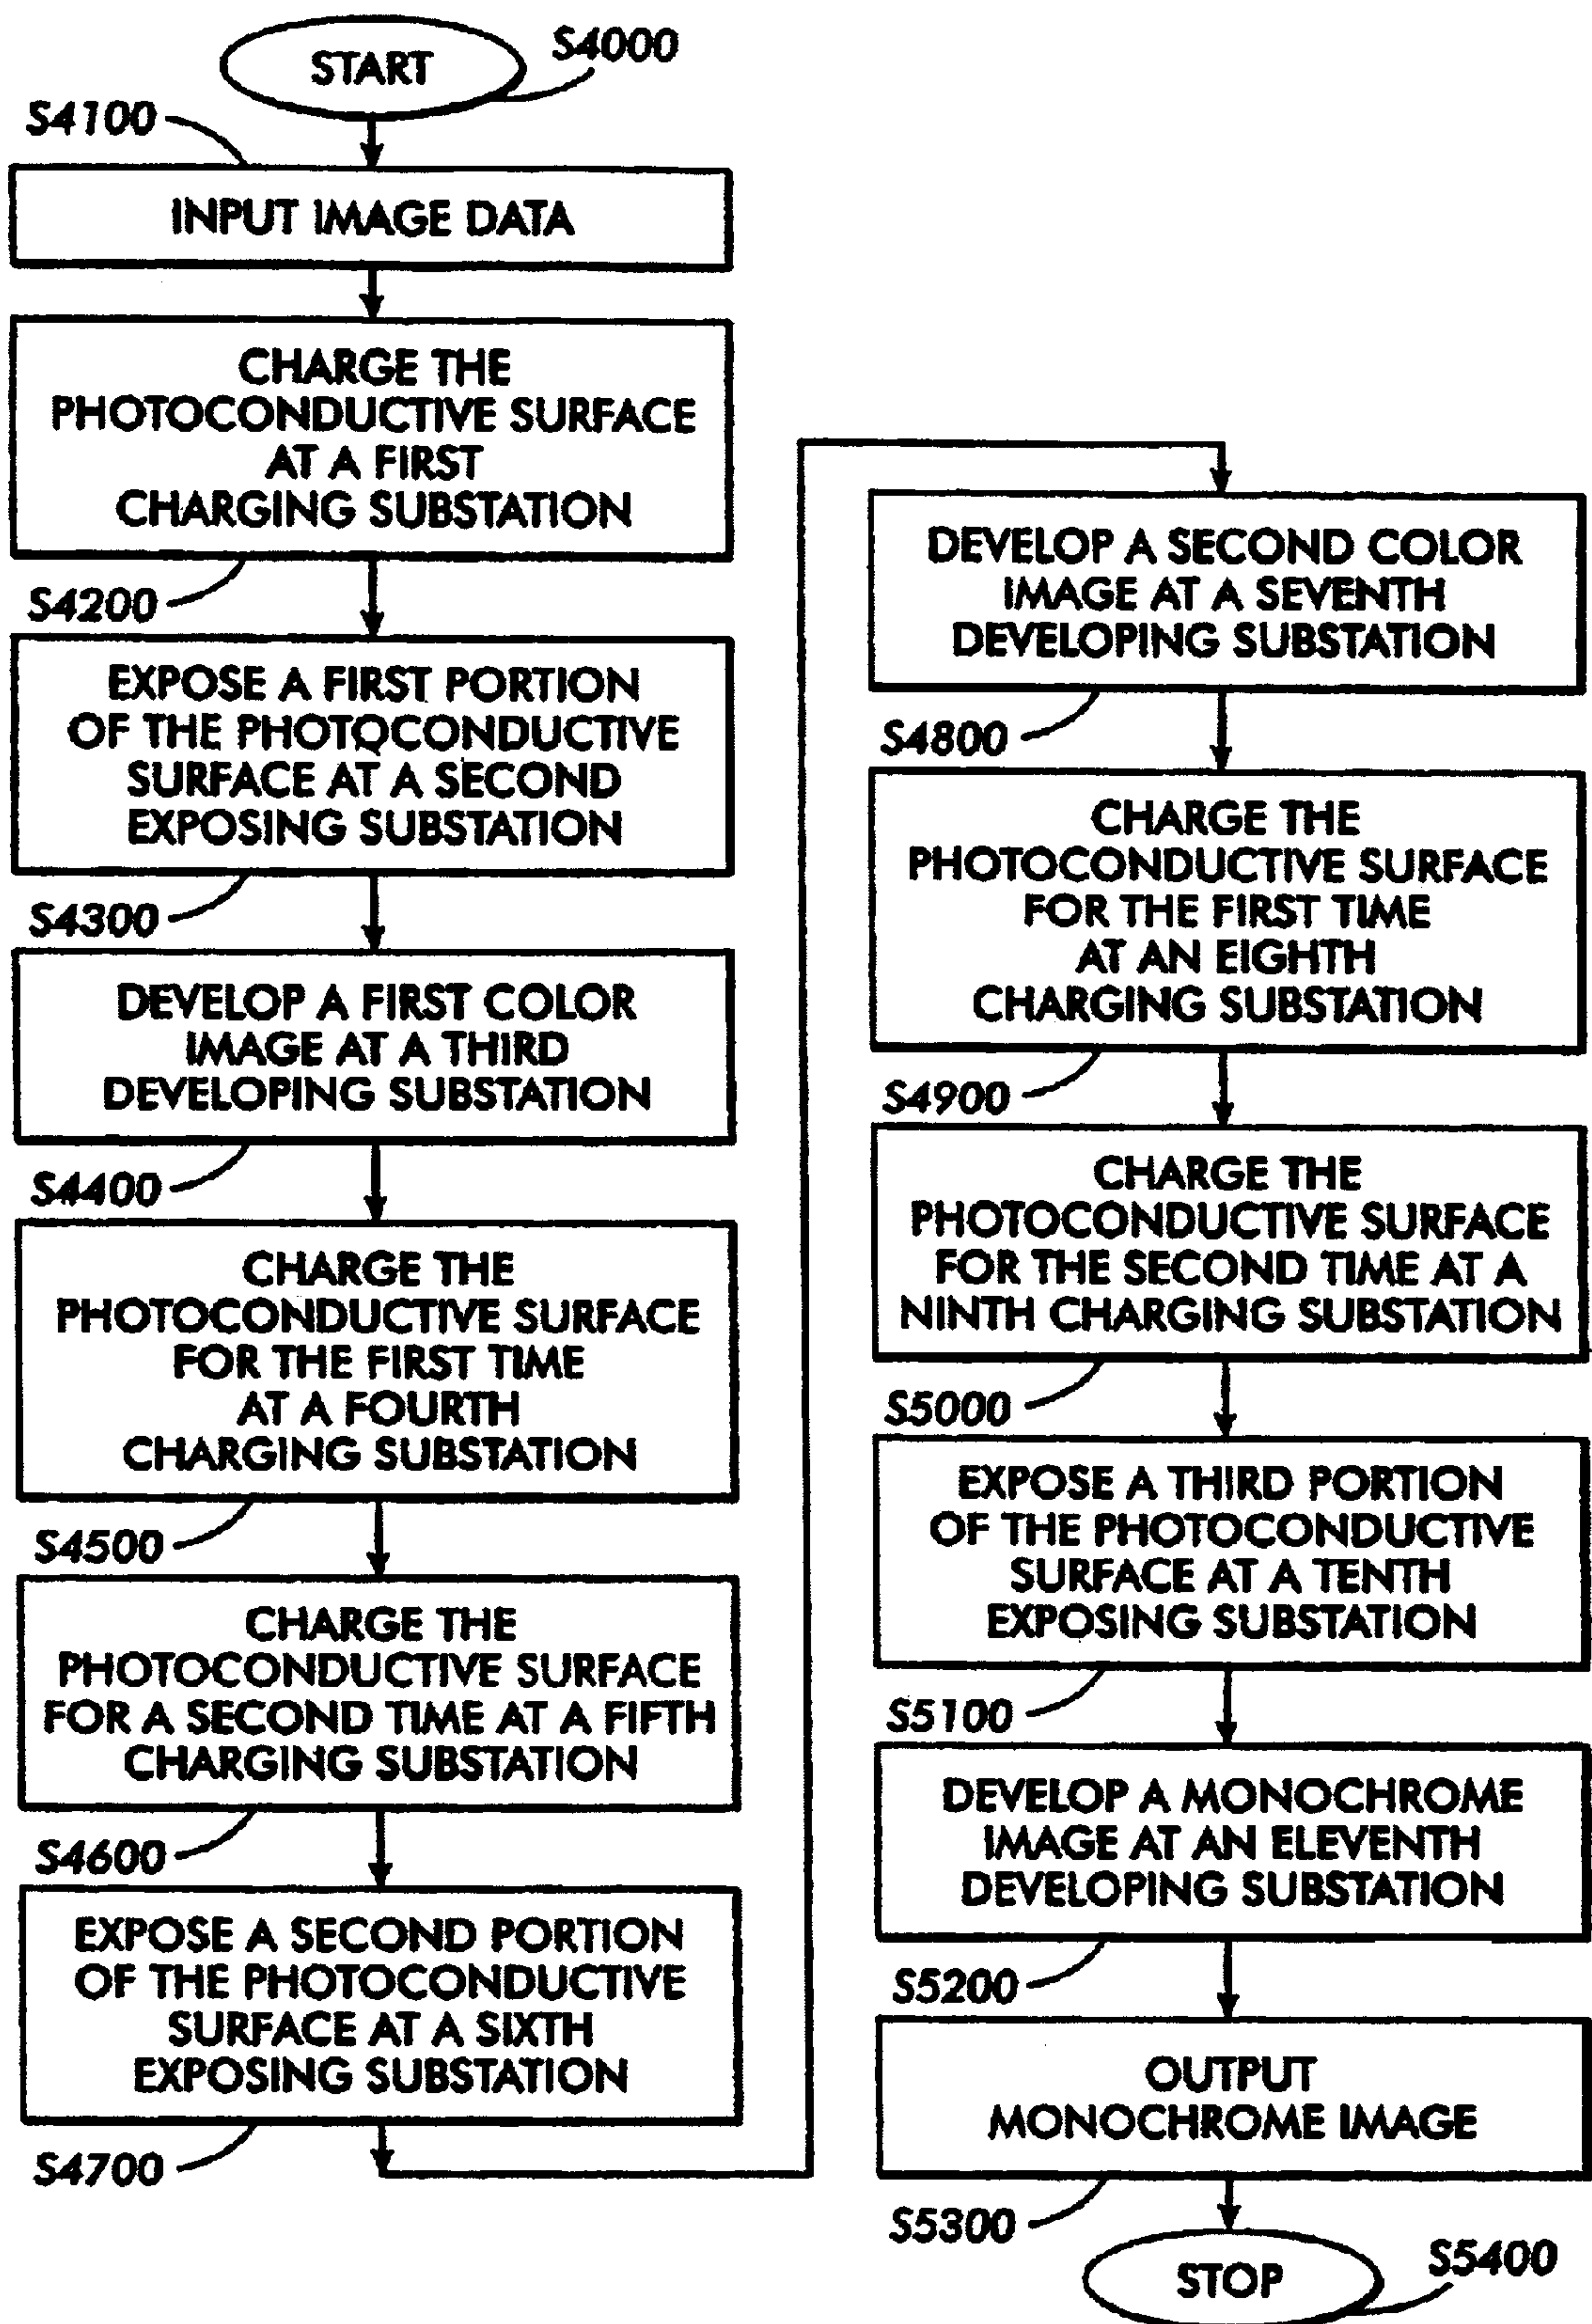 START
S4000
S4100
INPUT IMAGE DATA
CHARGE THE
PHOTOCONDUCTIVE SURFACE
AT A FIRST
CHARGING SUBSTATION
S4200
EXPOSE A FIRST PORTION
OF THE PHOTOCONDUCTIVE
SURFACE AT A SECOND
EXPOSING SUBSTATION
S4300
DEVELOP A FIRST COLOR
IMAGE AT A THIRD
DEVELOPING SUBSTATION
S4400
CHARGE THE
PHOTOCONDUCTIVE SURFACE
FOR THE FIRST TIME
AT A FOURTH
CHARGING SUBSTATION
S4500
CHARGE THE
PHOTOCONDUCTIVE SURFACE
FOR A SECOND TIME AT A FIFTH
CHARGING SUBSTATION
S4600
EXPOSE A SECOND PORTION
OF THE PHOTOCONDUCTIVE
SURFACE AT A SIXTH
EXPOSING SUBSTATION
S4700
DEVELOP A SECOND COLOR
IMAGE AT A SEVENTH
DEVELOPING SUBSTATION
S4800
CHARGE THE
PHOTOCONDUCTIVE SURFACE
FOR THE FIRST TIME
AT AN EIGHTH
CHARGING SUBSTATION
S4900
CHARGE THE
PHOTOCONDUCTIVE SURFACE
FOR THE SECOND TIME AT A
NINTH CHARGING SUBSTATION
S5000
EXPOSE A THIRD PORTION
OF THE PHOTOCONDUCTIVE
SURFACE AT A TENTH
EXPOSING SUBSTATION
S5100
DEVELOP A MONOCHROME
IMAGE AT AN ELEVENTH
DEVELOPING SUBSTATION
S5200
OUTPUT
MONOCHROME IMAGE
S5300
STOP
S5400